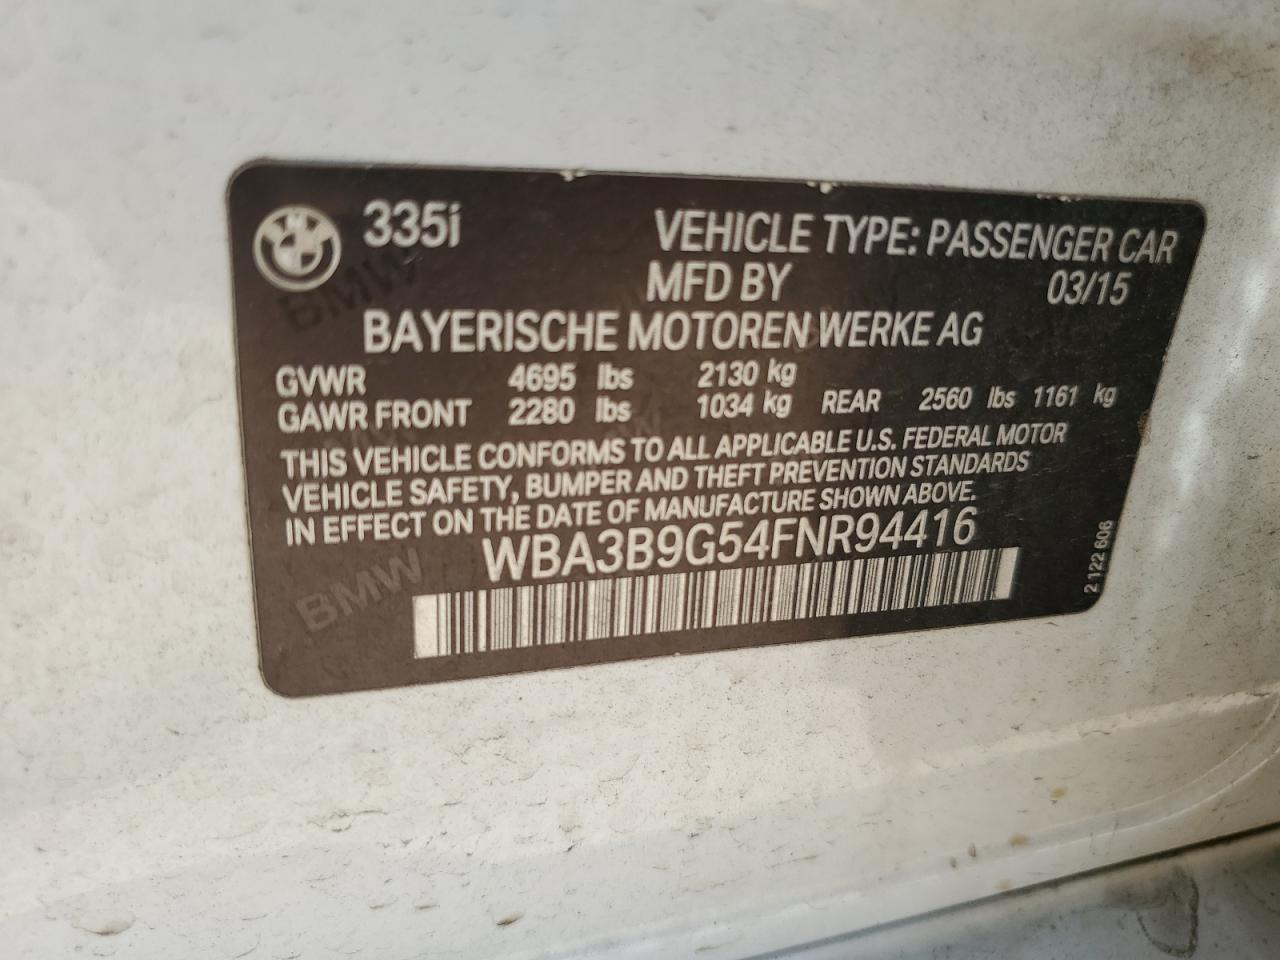 335i VEHICLE TYPE: PASSENGER CAR
MFD BY 03/15
BAYERISCHE MOTOREN WERKE AG
GVWR 4695 lbs 2130 kg
GAWR FRONT 2280 lbs 1034 kg REAR 2560 lbs 1161 kg
THIS VEHICLE CONFORMS TO ALL APPLICABLE U.S. FEDERAL MOTOR
VEHICLE SAFETY, BUMPER AND THEFT PREVENTION STANDARDS
IN EFFECT ON THE DATE OF MANUFACTURE SHOWN ABOVE.
WBA3B9G54FNR94416
2 122 606
BMW
BMW